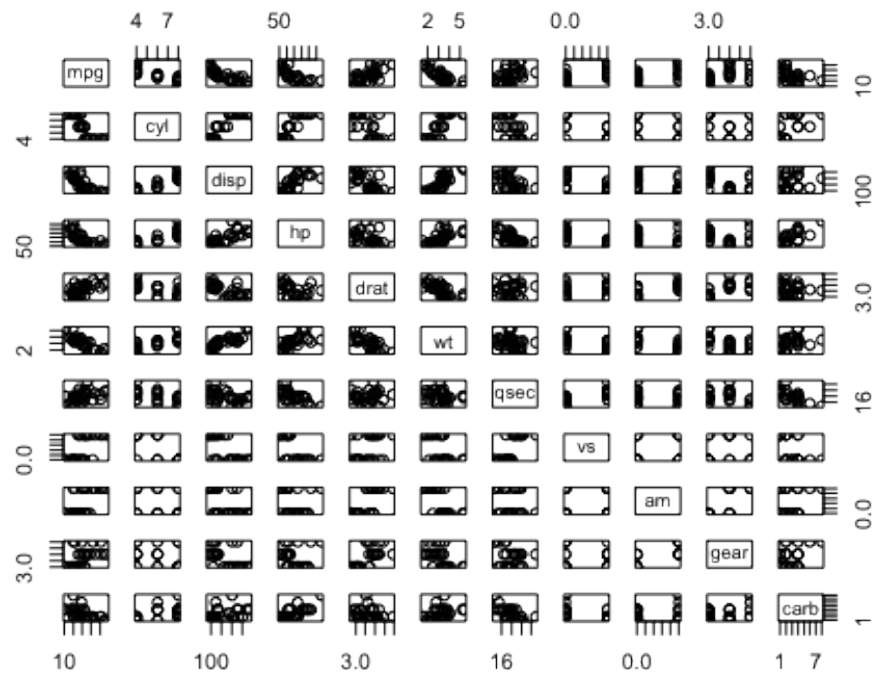 4 7 50 2 5 0.0 3.0
mpg 10
4 cyl
disp 100
50 hp
drat 3.0
2 wt
qsec 16
0.0 vs
am 0.0
3.0 gear
carb 1
10 100 3.0 16 0.0 1 7